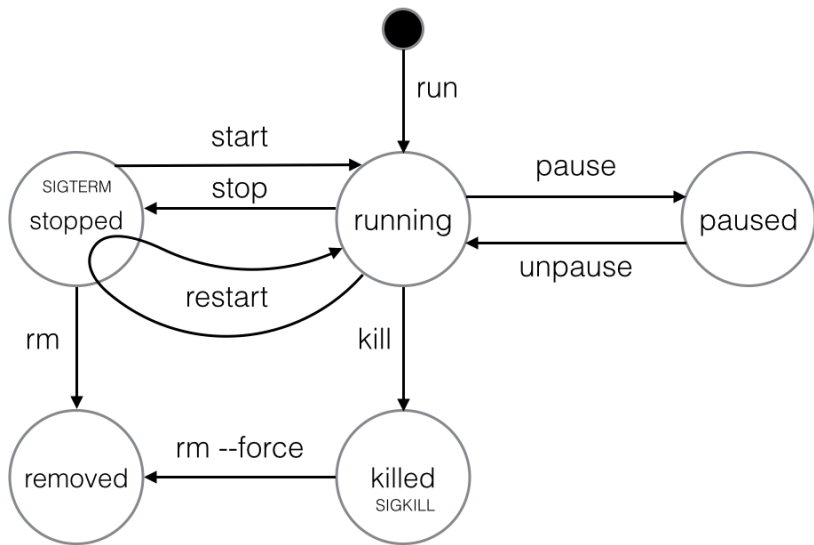 run
start
pause
SIGTERM
stopped
stop
running
paused
unpause
restart
rm
kill
rm --force
removed
killed
SIGKILL